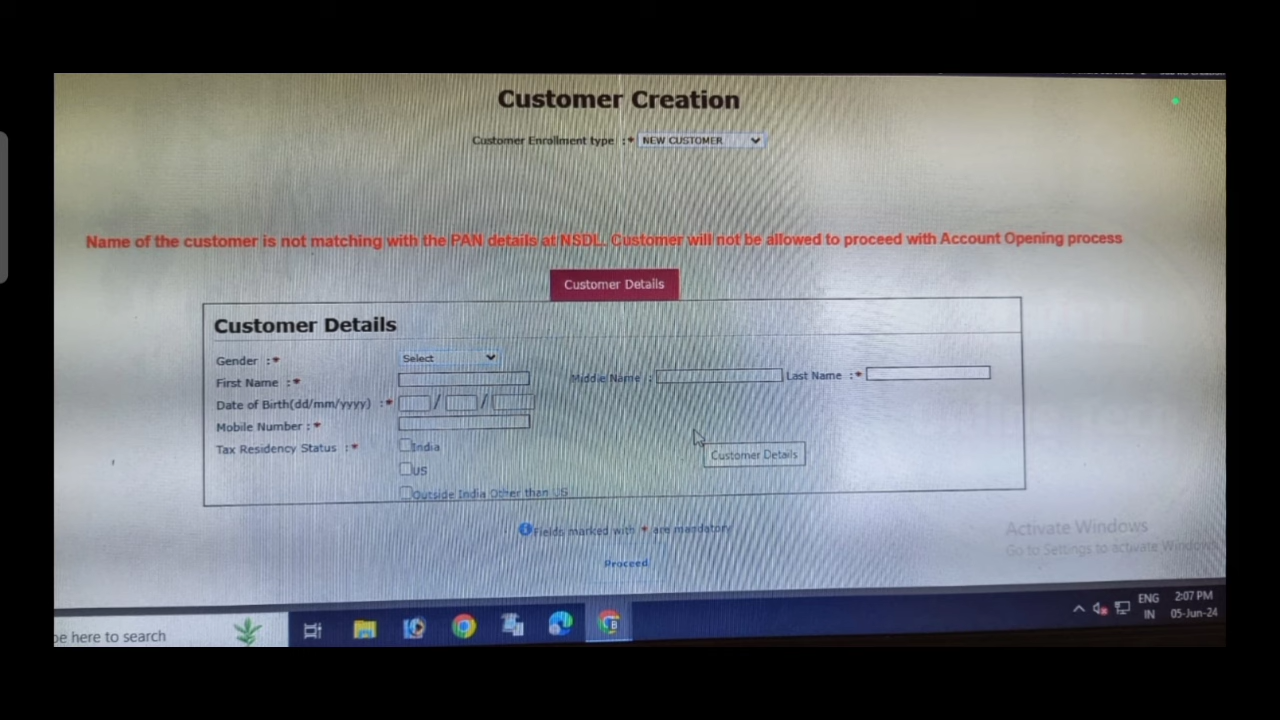 Customer Creation
Customer Enrollment type :* NEW CUSTOMER
Name of the customer is not matching with the PAN details at NSDL. Customer will not be allowed to proceed with Account Opening process
Customer Details
Customer Details
Gender :* Select
First Name :* Middle Name : Last Name :*
Date of Birth(dd/mm/yyyy) :* / /
Mobile Number :*
Tax Residency Status :* India
Customer Details
US
Outside India Other than US
Fields marked with * are mandatory
Activate Windows
Go to Settings to activate Windows
Proceed
be here to search
ENG 2:07 PM
IN 05-Jun-24